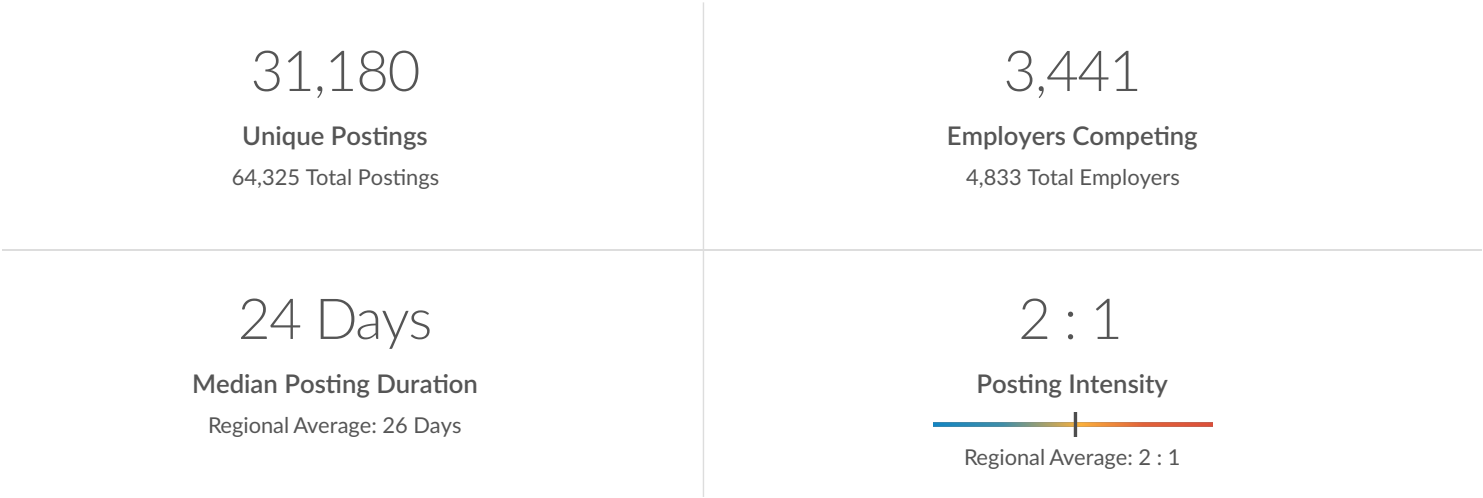 31,180
Unique Postings
64,325 Total Postings
3,441
Employers Competing
4,833 Total Employers
24 Days
Median Posting Duration
Regional Average: 26 Days
2 : 1
Posting Intensity
Regional Average: 2 : 1